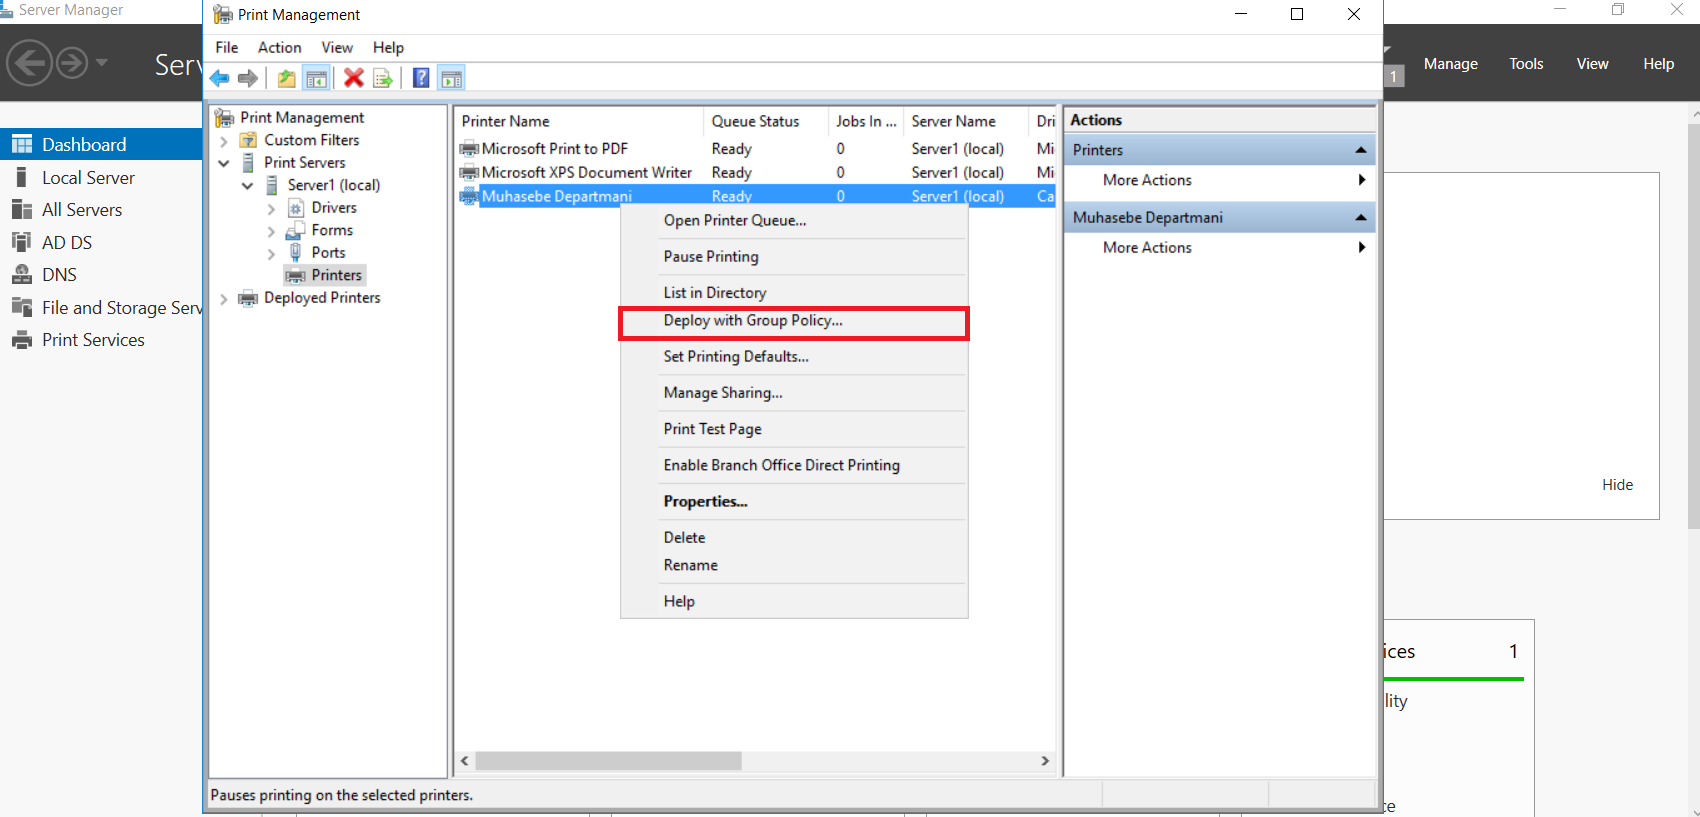 Server Manager
Print Management
File Action View Help
Serv
1
Manage Tools View Help
Dashboard
Local Server
All Servers
AD DS
DNS
File and Storage Serv
Print Services
Print Management
Custom Filters
Print Servers
Server1 (local)
Drivers
Forms
Ports
Printers
Deployed Printers
Printer Name Queue Status Jobs In ... Server Name Dri
Microsoft Print to PDF Ready 0 Server1 (local) Mi
Microsoft XPS Document Writer Ready 0 Server1 (local) Mi
Muhasebe Departmani Ready 0 Server1 (local) Ca
Open Printer Queue...
Pause Printing
List in Directory
Deploy with Group Policy...
Set Printing Defaults...
Manage Sharing...
Print Test Page
Enable Branch Office Direct Printing
Properties...
Delete
Rename
Help
Actions
Printers
More Actions
Muhasebe Departmani
More Actions
Hide
ices 1
lity
ce
Pauses printing on the selected printers.